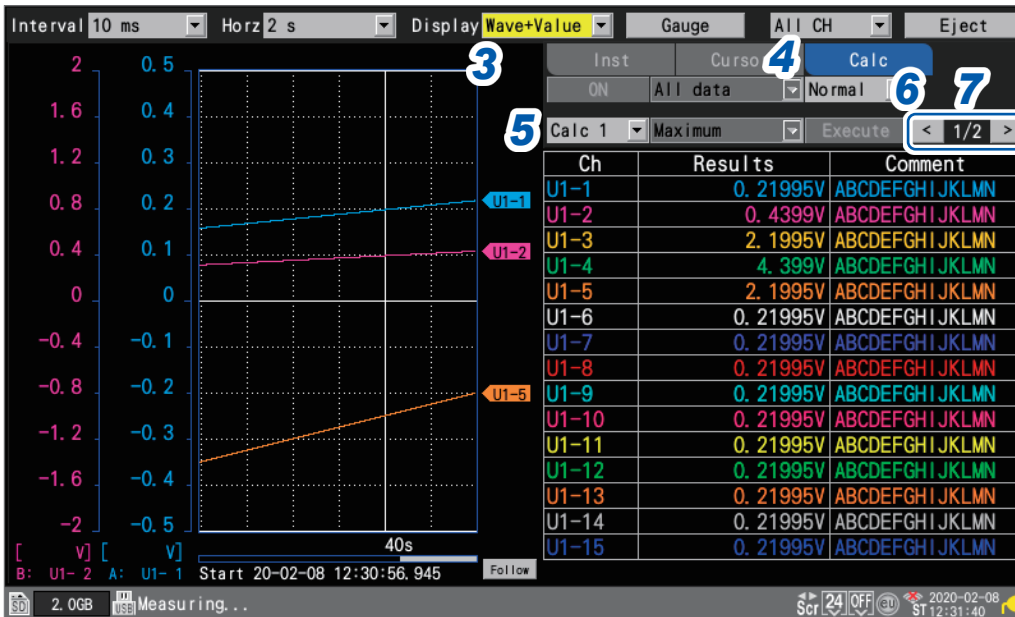 Interval 10 ms Horz 2 s Display Wave+Value Gauge All CH Eject
3 Inst Curso 4 Calc
ON All data Normal 6 7
5 Calc 1 Maximum Execute < 1/2 >
Ch Results Comment
U1-1 0.21995V ABCDEFGHIJKLMN
U1-2 0.4399V ABCDEFGHIJKLMN
U1-3 2.1995V ABCDEFGHIJKLMN
U1-4 4.399V ABCDEFGHIJKLMN
U1-5 2.1995V ABCDEFGHIJKLMN
U1-6 0.21995V ABCDEFGHIJKLMN
U1-7 0.21995V ABCDEFGHIJKLMN
U1-8 0.21995V ABCDEFGHIJKLMN
U1-9 0.21995V ABCDEFGHIJKLMN
U1-10 0.21995V ABCDEFGHIJKLMN
U1-11 0.21995V ABCDEFGHIJKLMN
U1-12 0.21995V ABCDEFGHIJKLMN
U1-13 0.21995V ABCDEFGHIJKLMN
U1-14 0.21995V ABCDEFGHIJKLMN
U1-15 0.21995V ABCDEFGHIJKLMN
2 0.5
1.6 0.4
1.2 0.3
0.8 0.2
0.4 0.1
0 0
-0.4 -0.1
-0.8 -0.2
-1.2 -0.3
-1.6 -0.4
-2 -0.5
U1-1
U1-2
U1-5
[ V] [ V] 40s
B: U1- 2 A: U1- 1 Start 20-02-08 12:30:56.945 Follow
SD 2.0GB USB Measuring... Scr 24 OFF eu 2020-02-08
ST 12:31:40